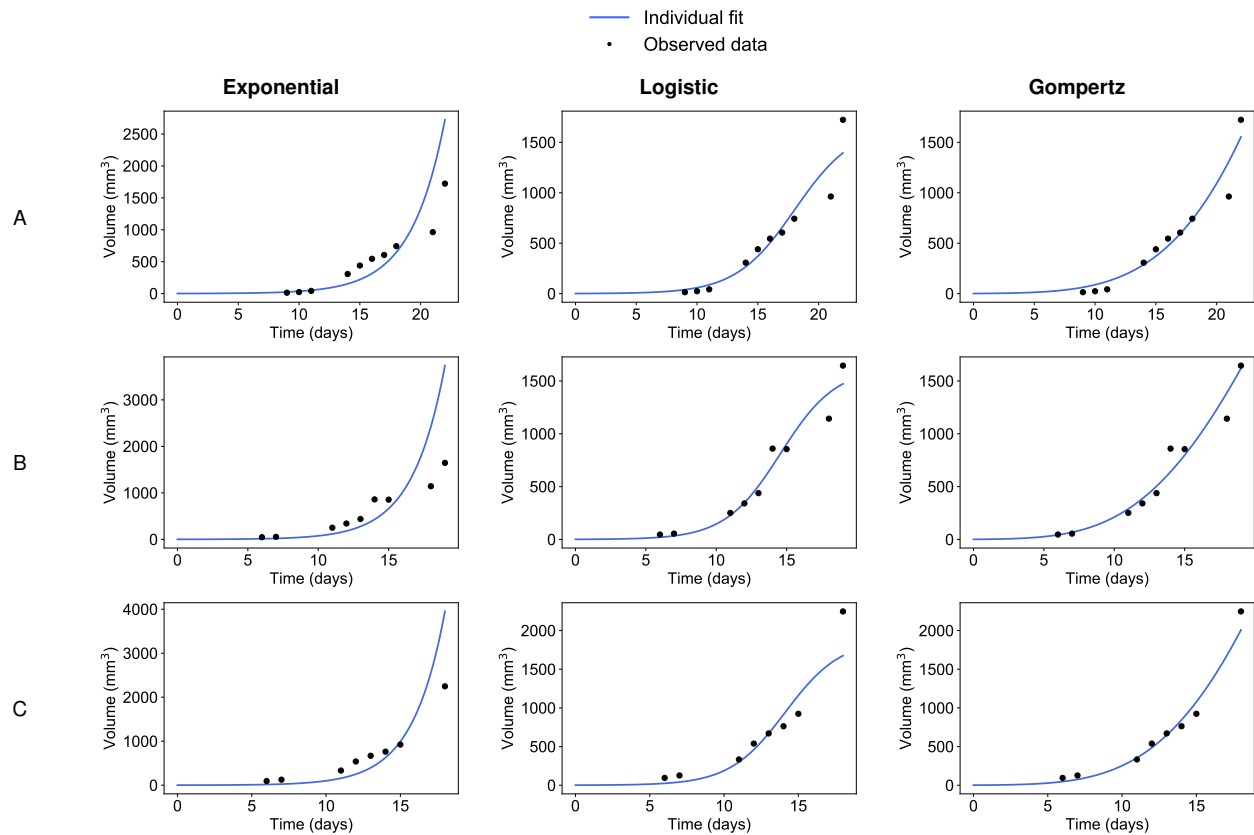 Individual fit
Observed data
Exponential
Logistic
Gompertz
A
Volume (mm³)
2500
2000
1500
1000
500
0
0 5 10 15 20
Time (days)
Volume (mm³)
1500
1000
500
0
0 5 10 15 20
Time (days)
Volume (mm³)
1500
1000
500
0
0 5 10 15 20
Time (days)
B
Volume (mm³)
3000
2000
1000
0
0 5 10 15
Time (days)
Volume (mm³)
1500
1000
500
0
0 5 10 15
Time (days)
Volume (mm³)
1500
1000
500
0
0 5 10 15
Time (days)
C
Volume (mm³)
4000
3000
2000
1000
0
0 5 10 15
Time (days)
Volume (mm³)
2000
1500
1000
500
0
0 5 10 15
Time (days)
Volume (mm³)
2000
1500
1000
500
0
0 5 10 15
Time (days)